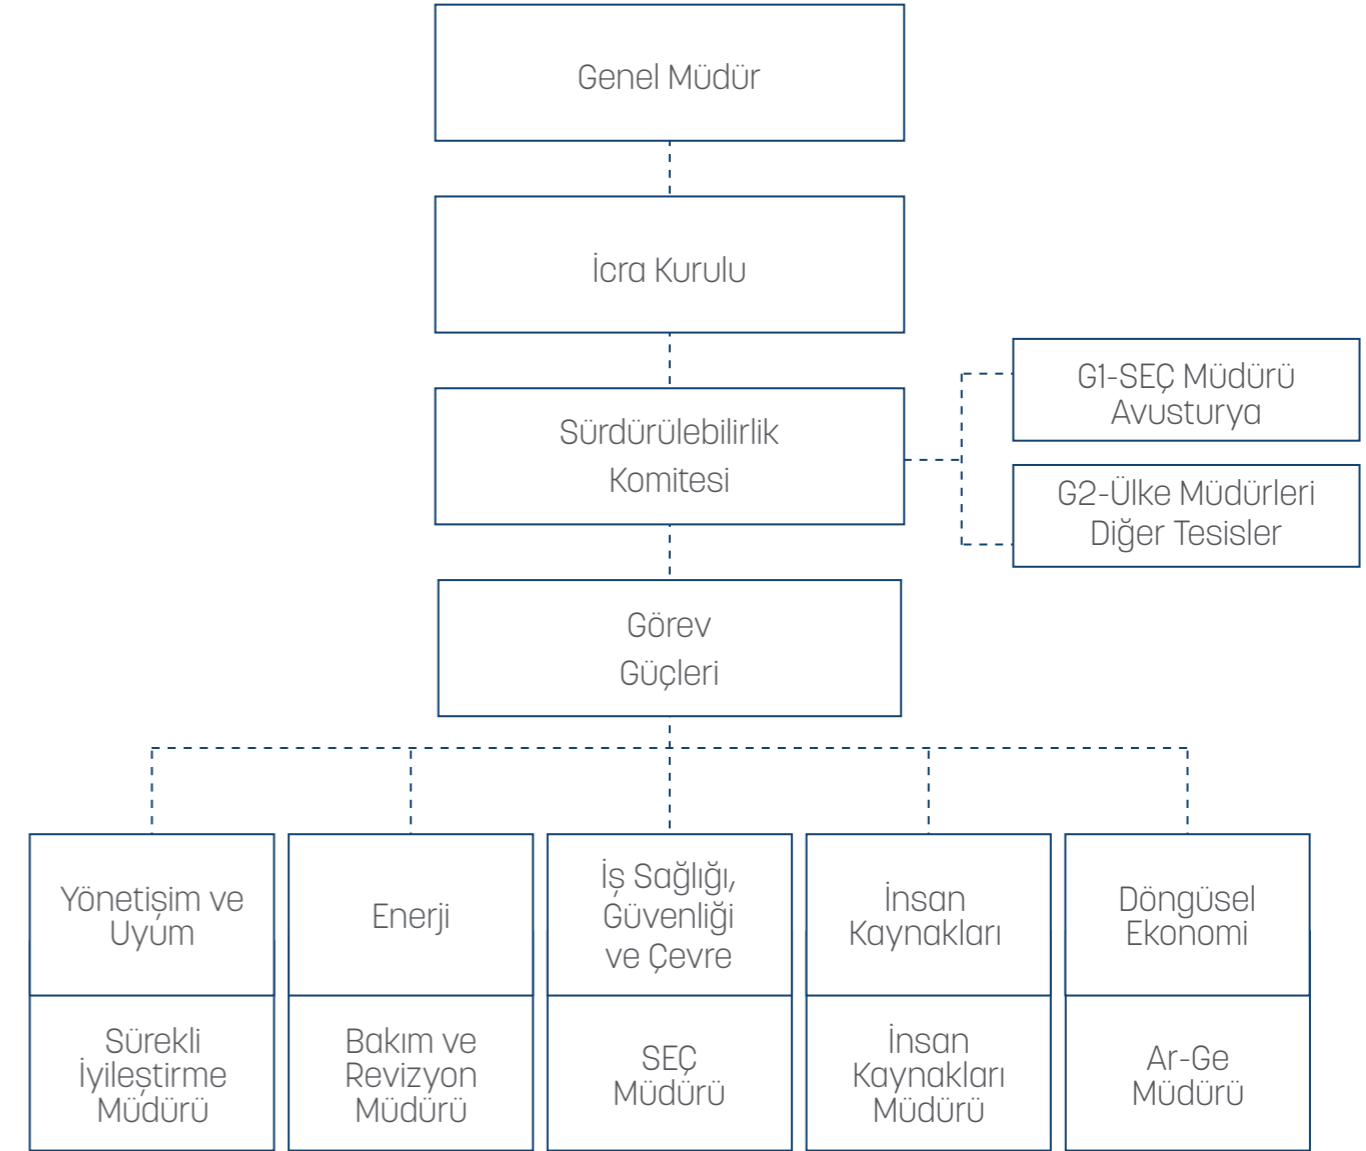 Genel Müdür
İcra Kurulu
Sürdürülebilirlik
Komitesi
G1-SEÇ Müdürü
Avusturya
G2-Ülke Müdürleri
Diğer Tesisler
Görev
Güçleri
Yönetişim ve
Uyum
Enerji
İş Sağlığı,
Güvenliği
ve Çevre
İnsan
Kaynakları
Döngüsel
Ekonomi
Sürekli
İyileştirme
Müdürü
Bakım ve
Revizyon
Müdürü
SEÇ
Müdürü
İnsan
Kaynakları
Müdürü
Ar-Ge
Müdürü